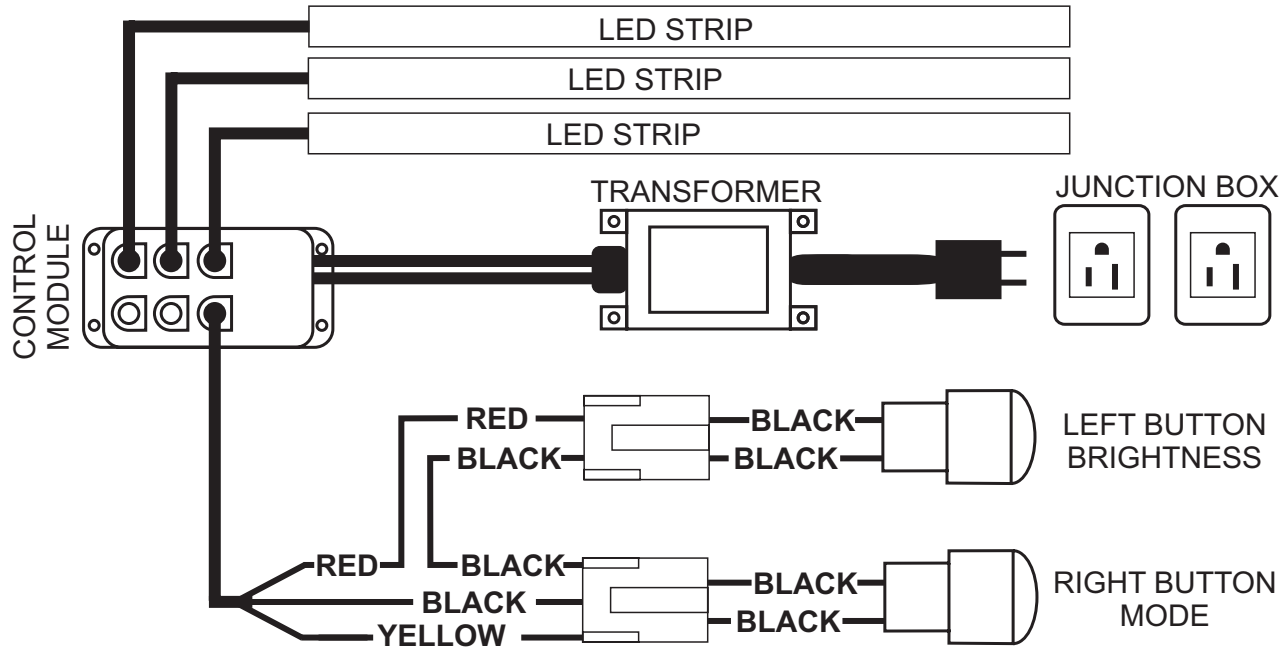 LED STRIP
LED STRIP
LED STRIP
TRANSFORMER
JUNCTION BOX
CONTROL
MODULE
RED
BLACK
BLACK
BLACK
LEFT BUTTON
BRIGHTNESS
RED
BLACK
BLACK
YELLOW
BLACK
BLACK
RIGHT BUTTON
MODE